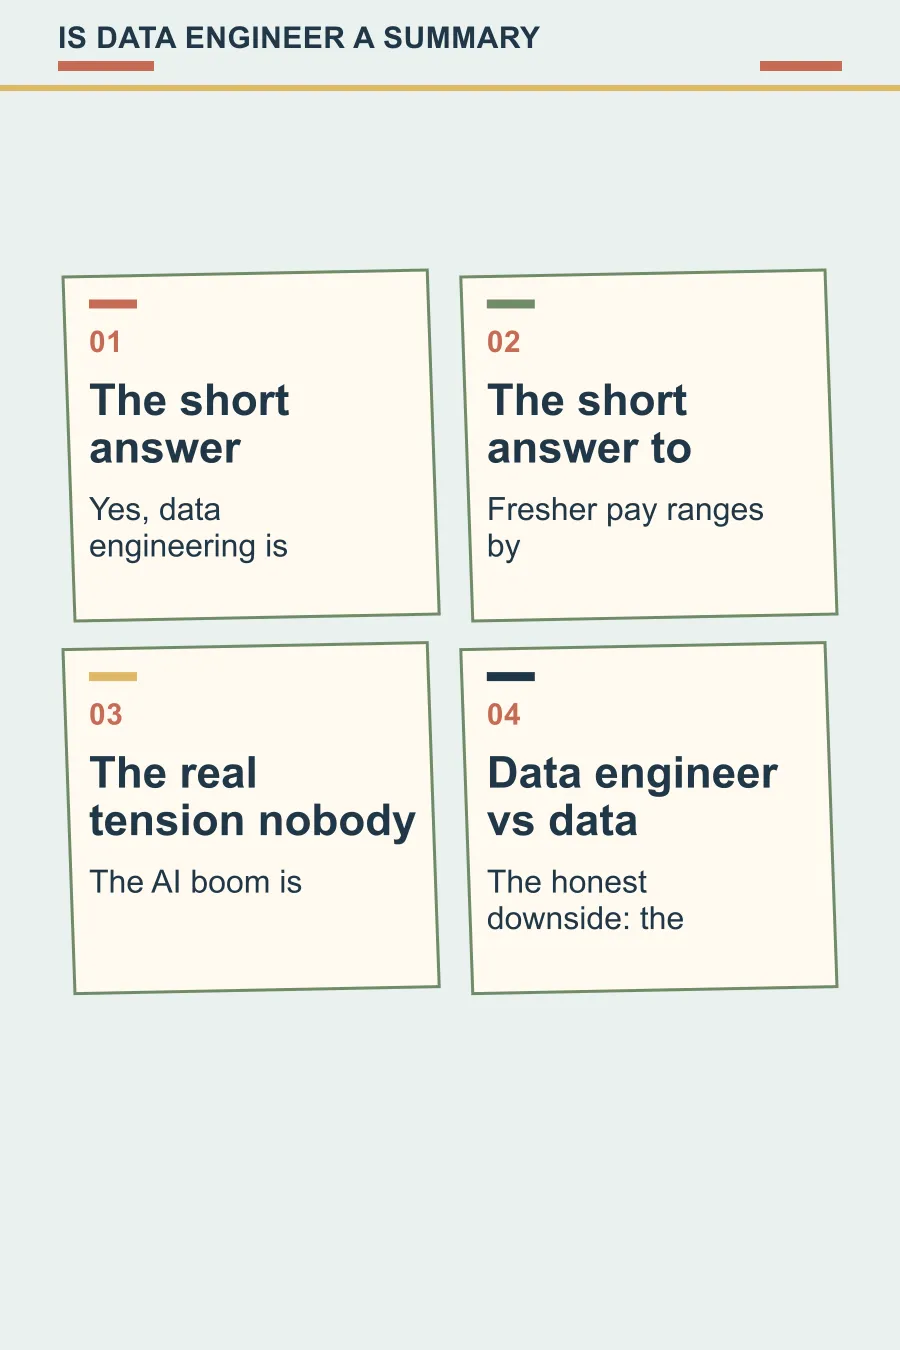 IS DATA ENGINEER A SUMMARY
01
The short
answer
Yes, data
engineering is
02
The short
answer to
Fresher pay ranges
by
03
The real
tension nobody
The AI boom is
04
Data engineer
vs data
The honest
downside: the